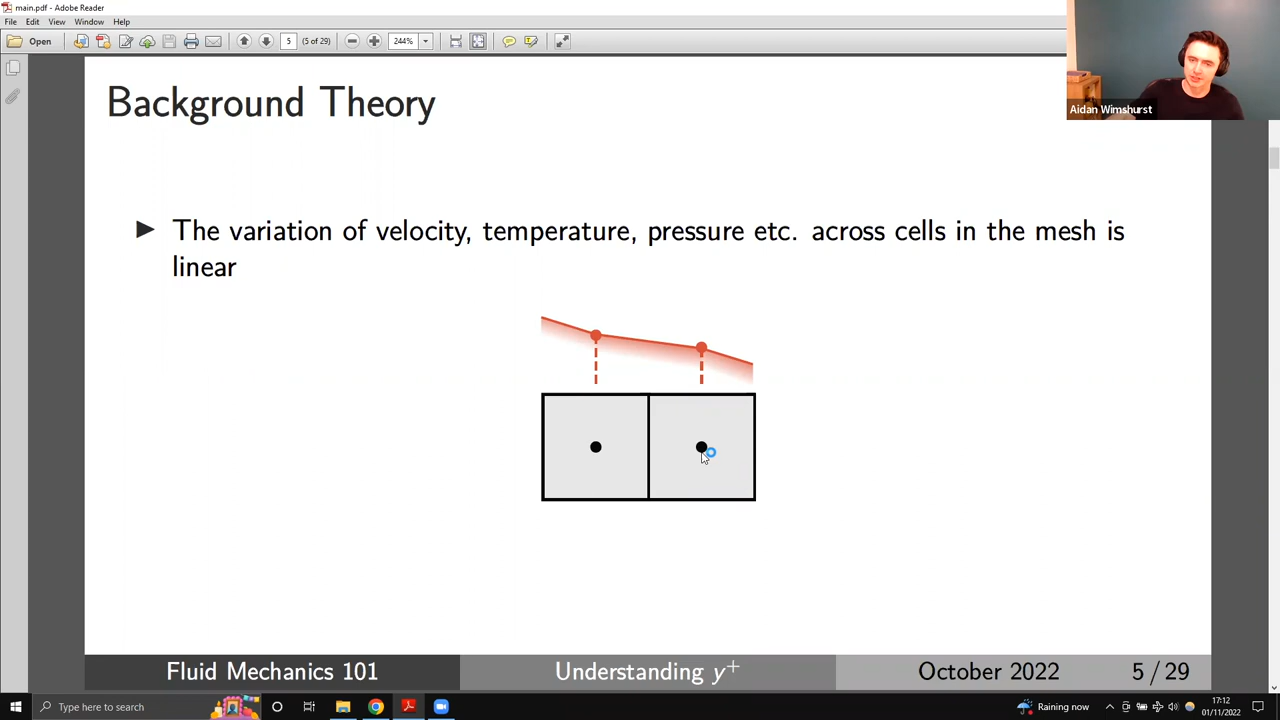 main.pdf - Adobe Reader
File Edit View Window Help
Open 5 (5 of 29) 244%
Aidan Wimshurst
Background Theory
▶ The variation of velocity, temperature, pressure etc. across cells in the mesh is
linear
Fluid Mechanics 101 Understanding y⁺ October 2022 5 / 29
Type here to search Raining now 17:12
01/11/2022